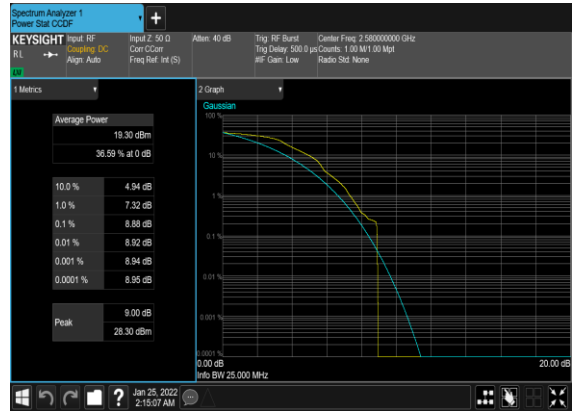 Spectrum Analyzer 1
Power Stat CCDF
KEYSIGHT
R L
Input: RF
Coupling: DC
Align: Auto
Input Z: 50 Ω
Corr CCorr
Freq Ref: Int (S)
Atten: 40 dB
Trig: RF Burst
Trig Delay: 500.0 µs
#IF Gain: Low
Center Freq: 2.580000000 GHz
Counts: 1.00 M/1.00 Mpt
Radio Std: None
1 Metrics
Average Power
19.30 dBm
36.59 % at 0 dB
10.0 % 4.94 dB
1.0 % 7.32 dB
0.1 % 8.88 dB
0.01 % 8.92 dB
0.001 % 8.94 dB
0.0001 % 8.95 dB
Peak
9.00 dB
28.30 dBm
2 Graph
Gaussian
100 %
10 %
1 %
0.1 %
0.01 %
0.001 %
0.0001 %
0.00 dB
20.00 dB
Info BW 25.000 MHz
?
Jan 25, 2022
2:15:07 AM